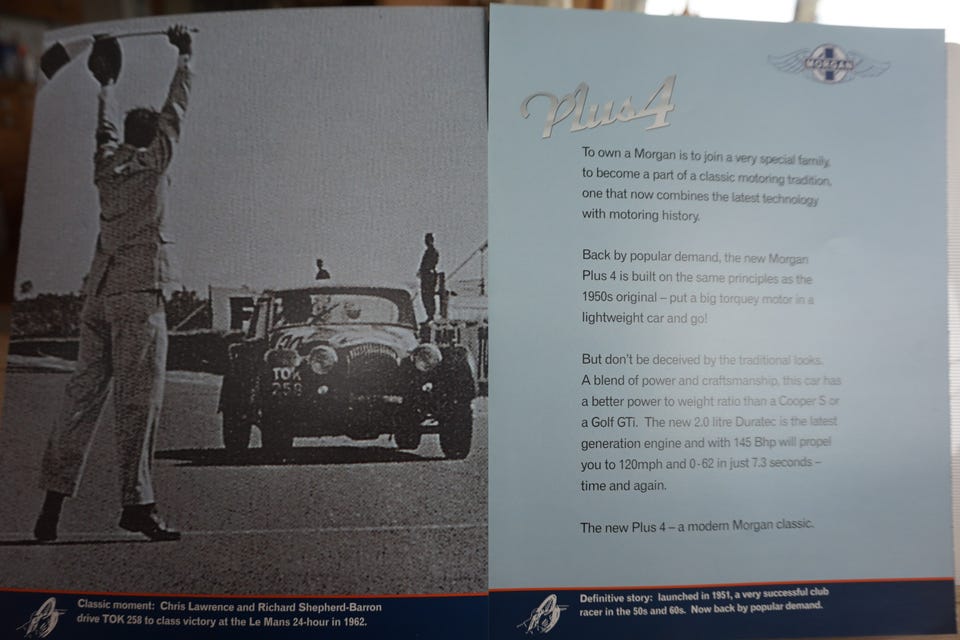 TOK
258
Classic moment: Chris Lawrence and Richard Shepherd-Barron
drive TOK 258 to class victory at the Le Mans 24-hour in 1962.
MORGAN
Plus 4
To own a Morgan is to join a very special family,
to become a part of a classic motoring tradition,
one that now combines the latest technology
with motoring history.
Back by popular demand, the new Morgan
Plus 4 is built on the same principles as the
1950s original – put a big torquey motor in a
lightweight car and go!
But don't be deceived by the traditional looks.
A blend of power and craftsmanship, this car has
a better power to weight ratio than a Cooper S or
a Golf GTi. The new 2.0 litre Duratec is the latest
generation engine and with 145 Bhp will propel
you to 120mph and 0-62 in just 7.3 seconds –
time and again.
The new Plus 4 – a modern Morgan classic.
Definitive story: launched in 1951, a very successful club
racer in the 50s and 60s. Now back by popular demand.